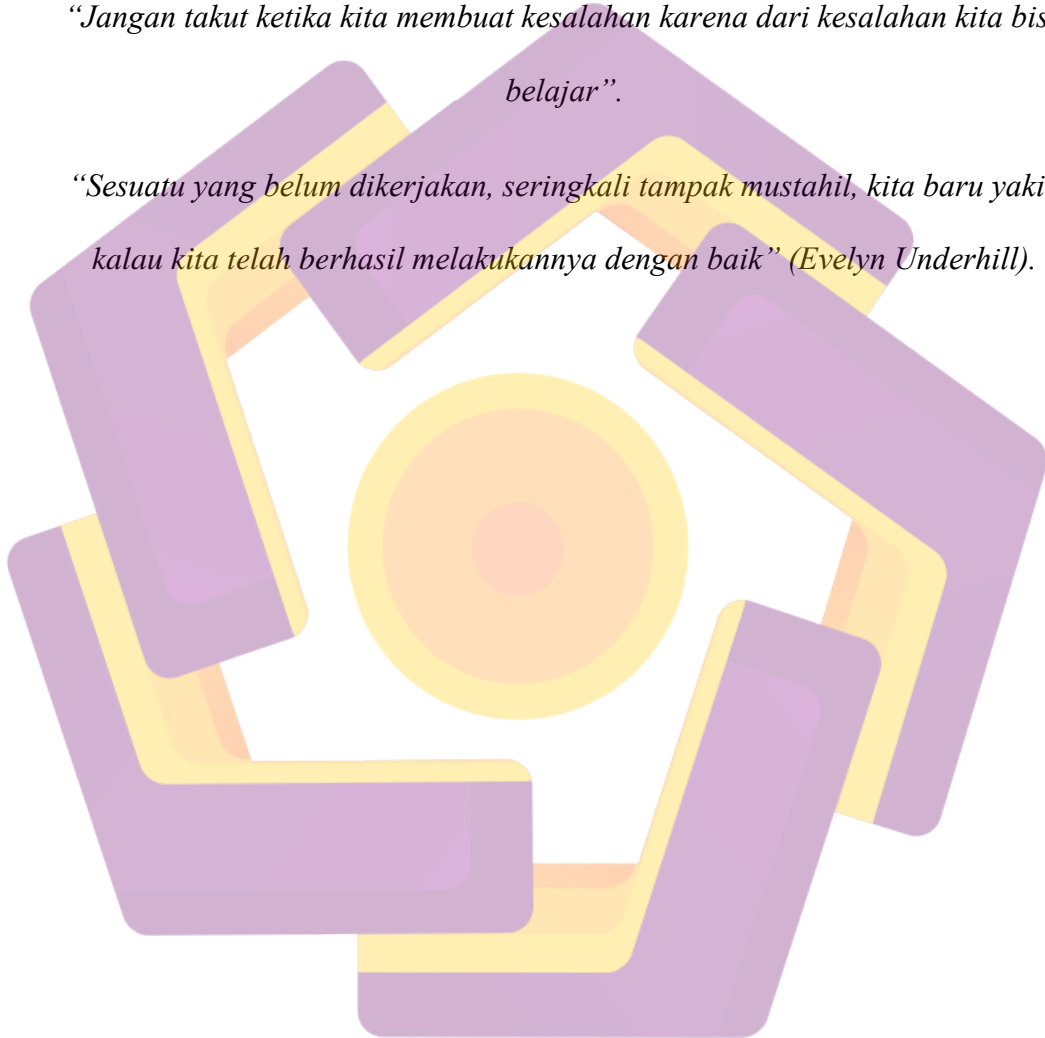 “Jangan takut ketika kita membuat kesalahan karena dari kesalahan kita bis
belajar”.
“Sesuatu yang belum dikerjakan, seringkali tampak mustahil, kita baru yaki
kalau kita telah berhasil melakukannya dengan baik” (Evelyn Underhill).